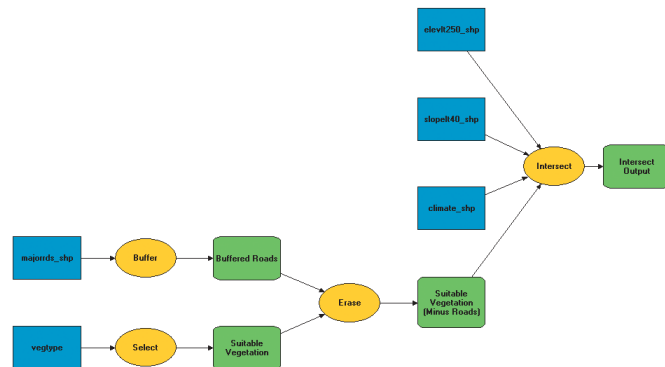 elevlt250_shp
slopelt40_shp
Intersect
Intersect
Output
climate_shp
majorrds_shp
Buffer
Buffered Roads
Erase
Suitable
Vegetation
(Minus Roads)
vegtype
Select
Suitable
Vegetation